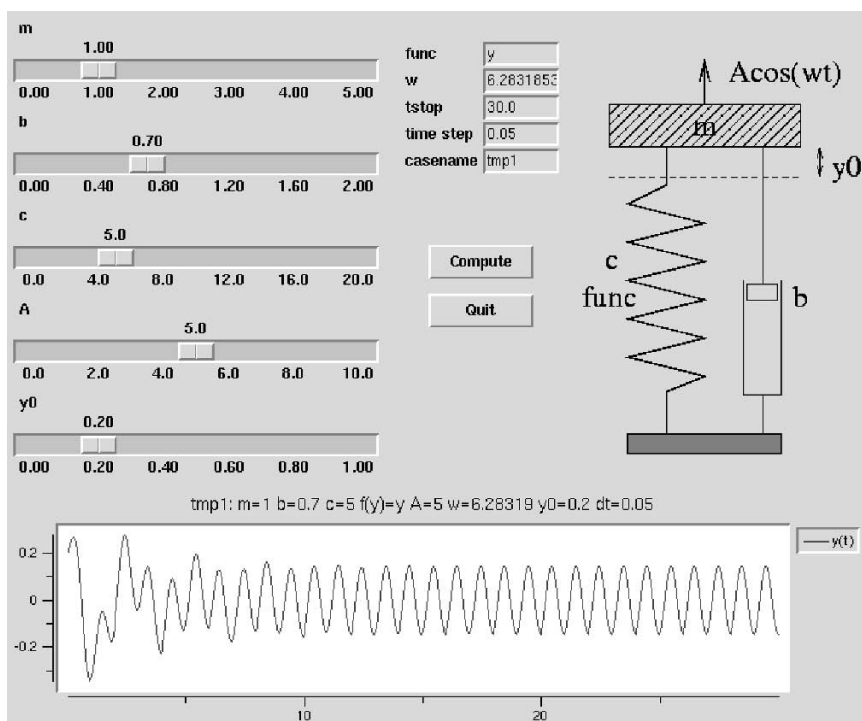 m
1.00
0.00 1.00 2.00 3.00 4.00 5.00
b
0.70
0.00 0.40 0.80 1.20 1.60 2.00
c
5.0
0.0 4.0 8.0 12.0 16.0 20.0
A
5.0
0.0 2.0 4.0 6.0 8.0 10.0
y0
0.20
0.00 0.20 0.40 0.60 0.80 1.00
func y
w 6.2831853
tstop 30.0
time step 0.05
casename tmp1
Compute
Quit
Acos(wt)
m
y0
c
func
b
tmp1: m=1 b=0.7 c=5 f(y)=y A=5 w=6.28319 y0=0.2 dt=0.05
y(t)
0.2
0
-0.2
10 20